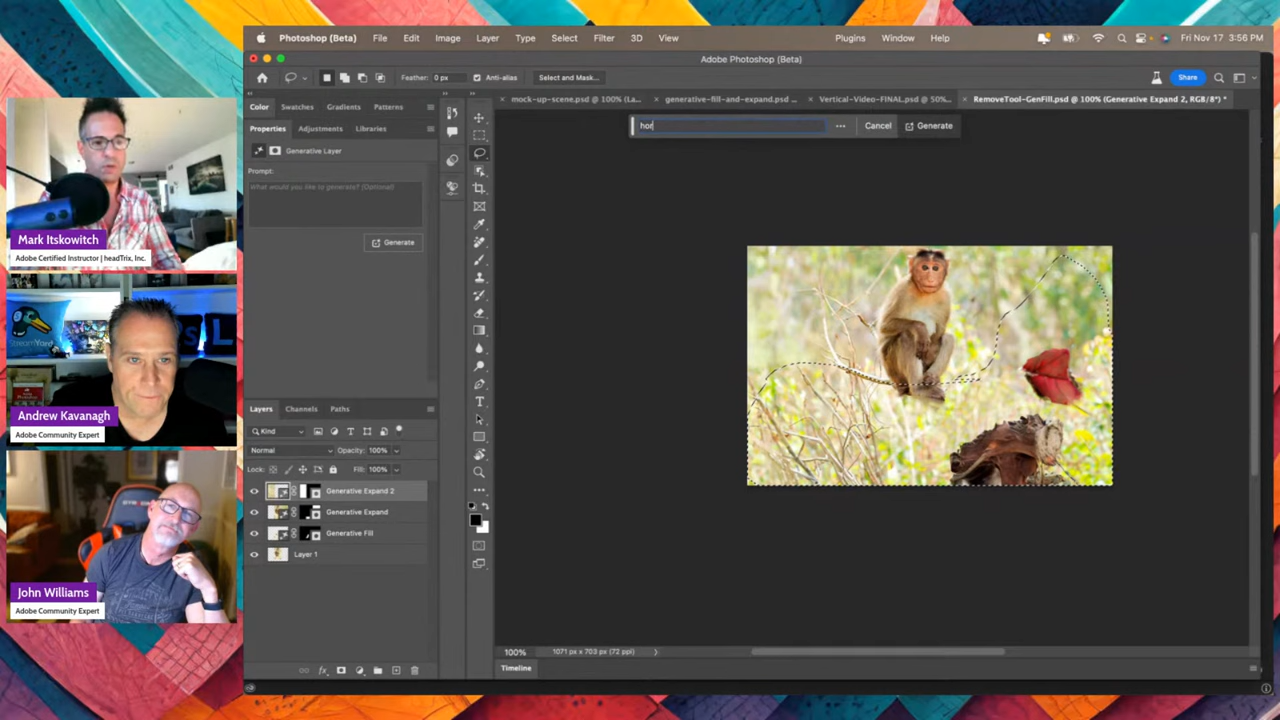 Photoshop (Beta) File Edit Image Layer Type Select Filter 3D View Plugins Window Help Fri Nov 17 3:56 PM
Adobe Photoshop (Beta)
Feather: 0 px Anti-alias Select and Mask... Share
Color Swatches Gradients Patterns
mock-up-scene.psd @ 100% (La... generative-fill-and-expand.psd ... Vertical-Video-FINAL.psd @ 50%... RemoveTool-GenFill.psd @ 100% (Generative Expand 2, RGB/8*) *
Properties Adjustments Libraries
hor ... Cancel Generate
Generative Layer
Prompt:
What would you like to generate? (Optional)
Generate
Mark Itskowitch
Adobe Certified Instructor | headTrix, Inc.
StreamYard
Andrew Kavanagh
Adobe Community Expert
John Williams
Adobe Community Expert
Layers Channels Paths
Kind
Normal Opacity: 100%
Lock: Fill: 100%
Generative Expand 2
Generative Expand
Generative Fill
Layer 1
fx
100% 1071 px x 703 px (72 ppi)
Timeline